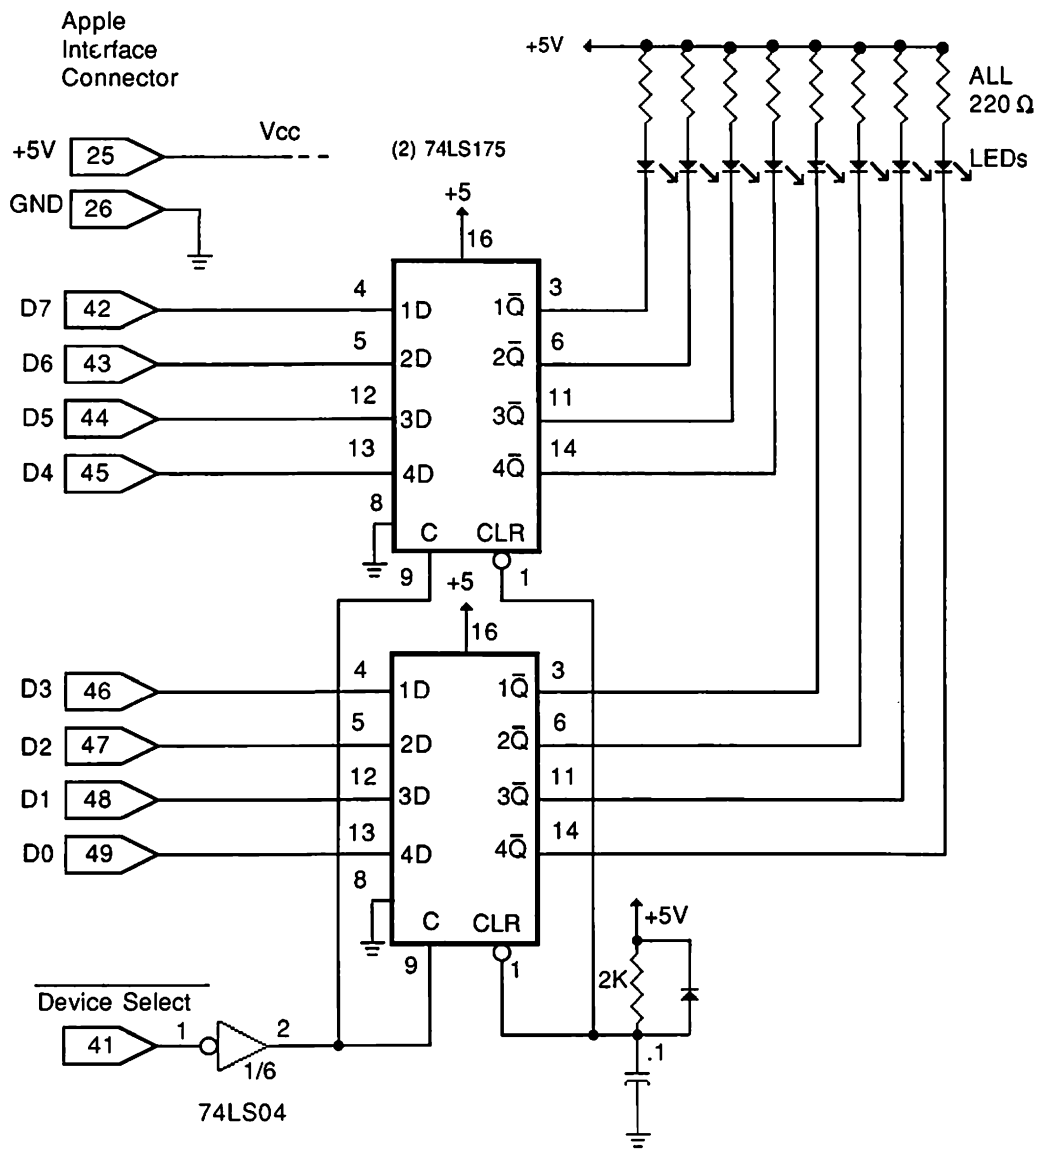 Apple
Interface
Connector
+5V
ALL
220 Ω
LEDs
+5V 25 Vcc
GND 26
(2) 74LS175
+5
16
D7 42 4 1D 1Q̅ 3
D6 43 5 2D 2Q̅ 6
D5 44 12 3D 3Q̅ 11
D4 45 13 4D 4Q̅ 14
8
C CLR
9 1
+5
16
D3 46 4 1D 1Q̅ 3
D2 47 5 2D 2Q̅ 6
D1 48 12 3D 3Q̅ 11
D0 49 13 4D 4Q̅ 14
8
C CLR
9 1
+5V
2K
.1
Device Select
41 1 2
1/6
74LS04